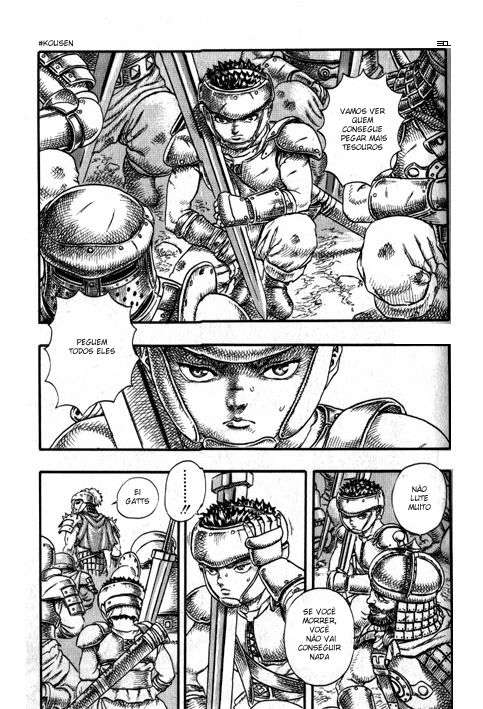 #KOUSEN
VAMOS VER
QUEM
CONSEGUE
PEGAR MAIS
TESOUROS
PEGUEM
TODOS ELES
EI
GATTS
.......!!
NÃO
LUTE
MUITO
SE VOCÊ
MORRER,
VOCÊ
NÃO VAI
CONSEGUIR
NADA